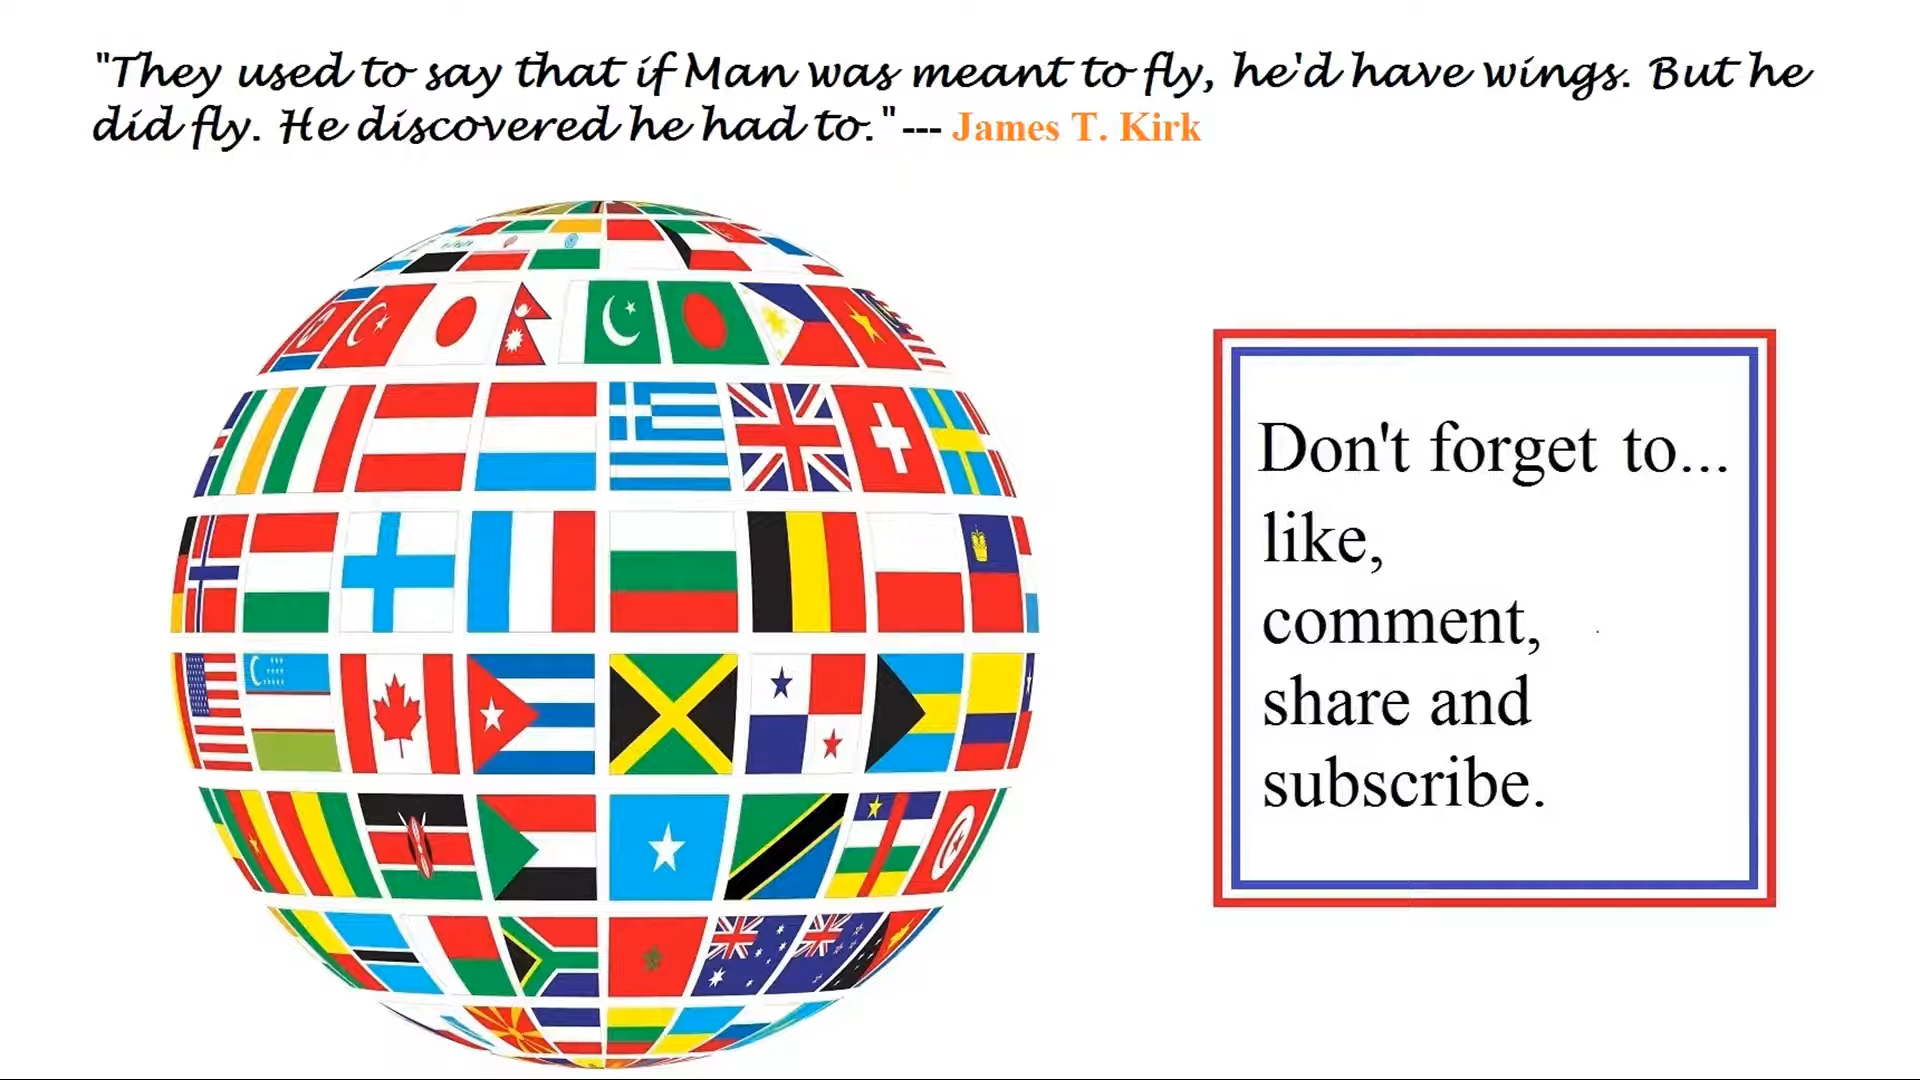 "They used to say that if Man was meant to fly, he'd have wings. But he
did fly. He discovered he had to." --- James T. Kirk
Don't forget to...
like,
comment,
share and
subscribe.